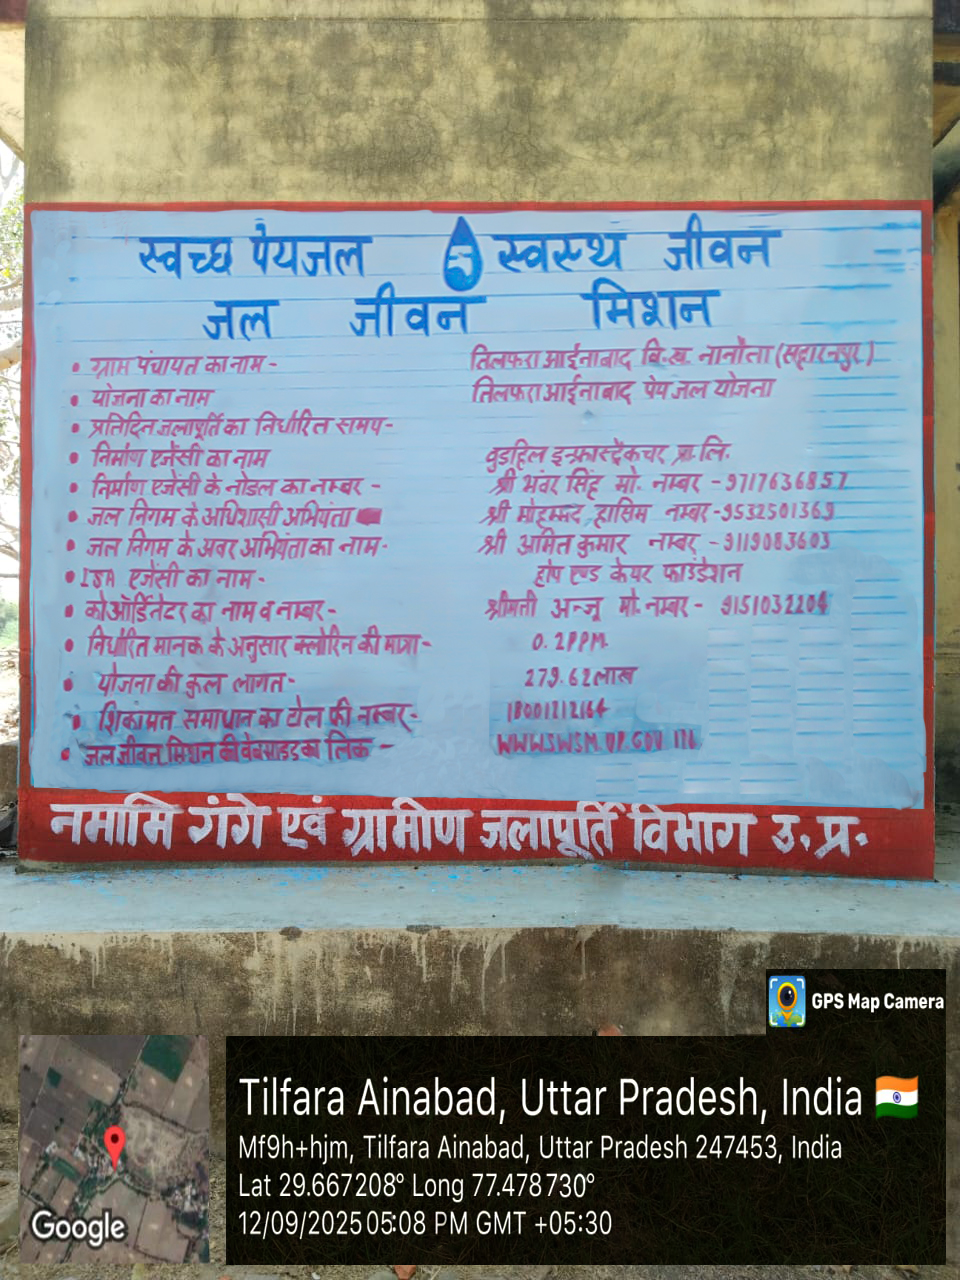 स्वच्छ पेयजल स्वस्थ जीवन
जल जीवन मिशन
• ग्राम पंचायत का नाम - तिलफरा आईनाबाद वि.ख. नानौता (सहारनपुर)
• योजना का नाम तिलफरा आईनाबाद पेय जल योजना
• प्रतिदिन जलापूर्ति का निर्धारित समय-
• निर्माण एजेंसी का नाम वुडहिल इन्फ्रास्ट्रेकचर प्रा.लि.
• निर्माण एजेंसी के नोडल का नम्बर - श्री भंवर सिंह मो. नम्बर - 9717636857
• जल निगम के अधिशासी अभियंता श्री मोहम्मद हासिम नम्बर - 9532501369
• जल निगम के अवर अभियंता का नाम- श्री अमित कुमार नम्बर - 9119083603
• ISA एजेंसी का नाम- होप एण्ड केयर फाउंडेशन
• कोऑर्डिनेटर का नाम व नम्बर- श्रीमती अन्जू मो. नम्बर - 9151032204
• निर्धारित मानक के अनुसार क्लोरिन की मात्रा- 0.2PPM
• योजना की कुल लागत- 279.62लाख
• शिकायत समाधान का टोल फ्री नम्बर- 18001212164
• जल जीवन मिशन की वेबसाइड का लिंक - WWW.SWSM.UP.GOV.IN
नमामि गंगे एवं ग्रामीण जलापूर्ति विभाग उ.प्र.
GPS Map Camera
Tilfara Ainabad, Uttar Pradesh, India
Mf9h+hjm, Tilfara Ainabad, Uttar Pradesh 247453, India
Lat 29.667208° Long 77.478730°
12/09/2025 05:08 PM GMT +05:30
Google